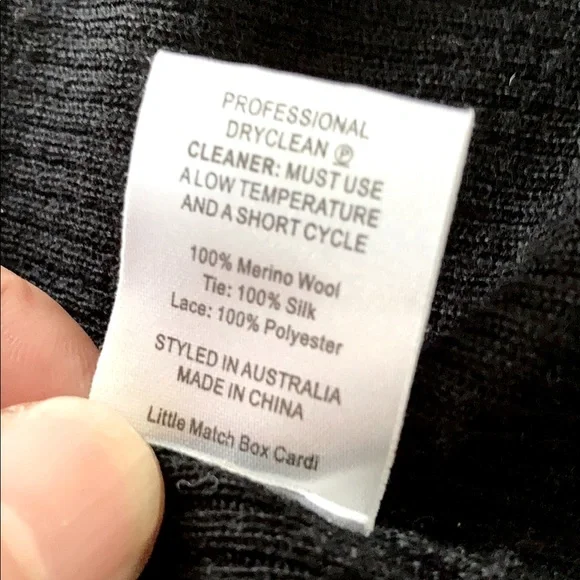 PROFESSIONAL
DRYCLEAN Ⓟ
CLEANER: MUST USE
A LOW TEMPERATURE
AND A SHORT CYCLE
100% Merino Wool
Tie: 100% Silk
Lace: 100% Polyester
STYLED IN AUSTRALIA
MADE IN CHINA
Little Match Box Cardi